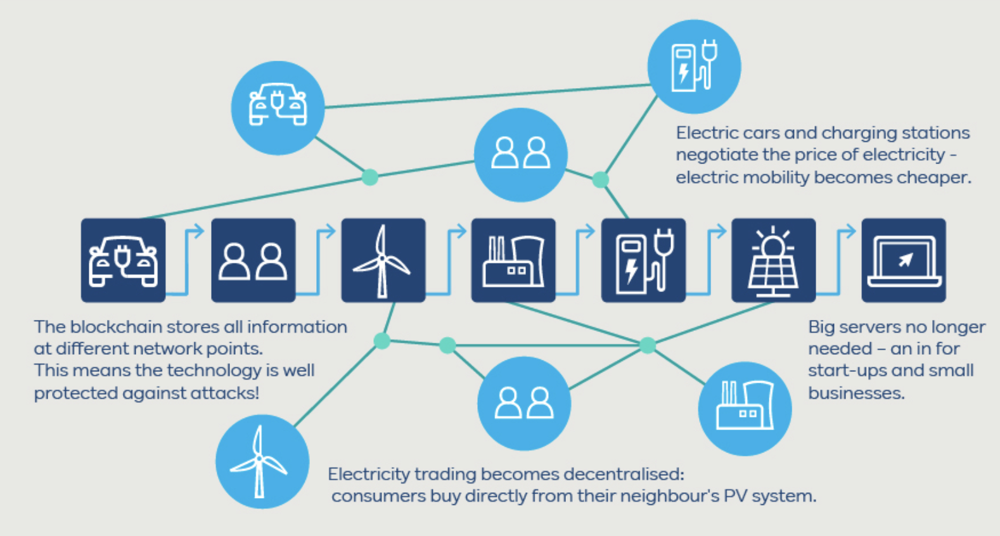 Electric cars and charging stations
negotiate the price of electricity -
electric mobility becomes cheaper.
The blockchain stores all information
at different network points.
This means the technology is well
protected against attacks!
Big servers no longer
needed – an in for
start-ups and small
businesses.
Electricity trading becomes decentralised:
consumers buy directly from their neighbour's PV system.